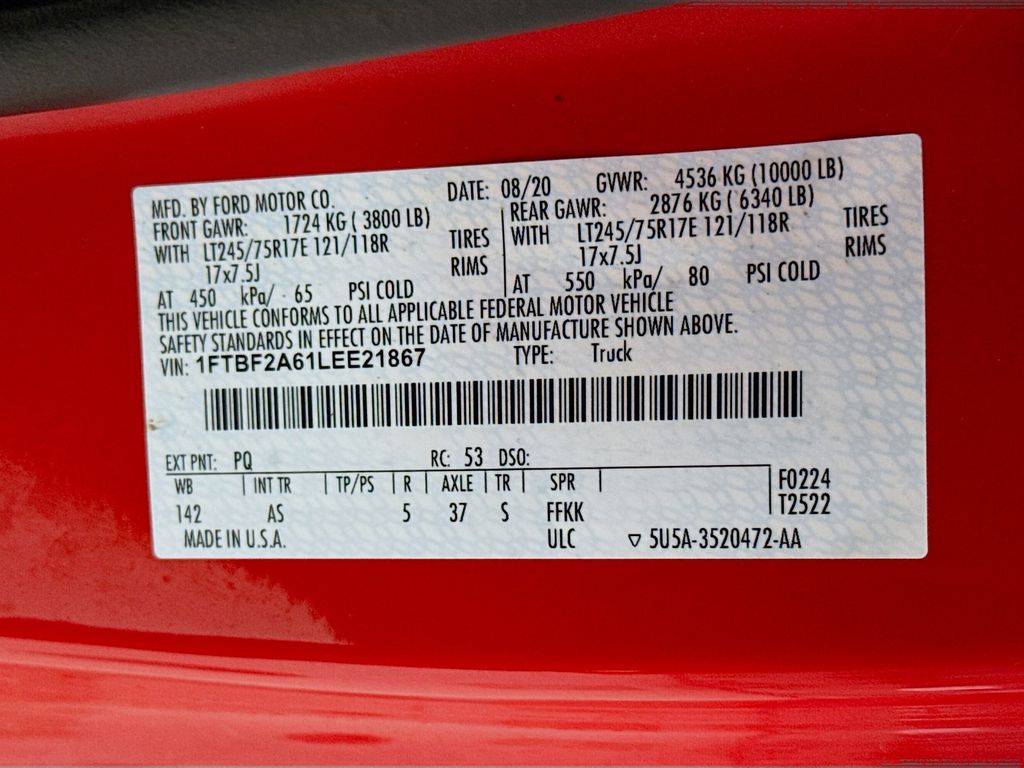 MFD. BY FORD MOTOR CO. DATE: 08/20 GVWR: 4536 KG (10000 LB)
FRONT GAWR: 1724 KG ( 3800 LB) REAR GAWR: 2876 KG ( 6340 LB)
WITH LT245/75R17E 121/118R TIRES WITH LT245/75R17E 121/118R TIRES
17x7.5J RIMS 17x7.5J RIMS
AT 450 kPa/ 65 PSI COLD AT 550 kPa/ 80 PSI COLD
THIS VEHICLE CONFORMS TO ALL APPLICABLE FEDERAL MOTOR VEHICLE
SAFETY STANDARDS IN EFFECT ON THE DATE OF MANUFACTURE SHOWN ABOVE.
VIN: 1FTBF2A61LEE21867 TYPE: Truck
EXT PNT: PQ RC: 53 DSO:
WB INT TR TP/PS R AXLE TR SPR F0224
142 AS 5 37 S FFKK T2522
MADE IN U.S.A. ULC ▽ 5U5A-3520472-AA